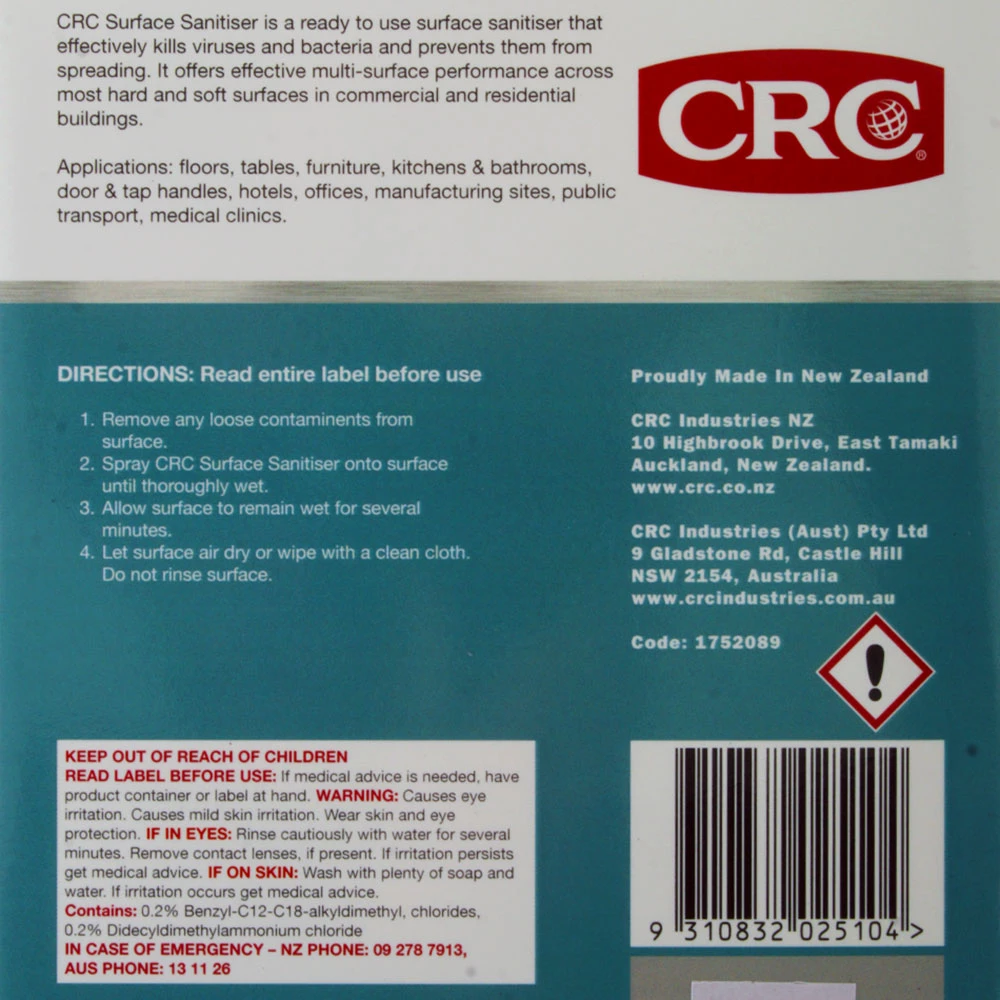 CRC Surface Sanitiser is a ready to use surface sanitiser that
effectively kills viruses and bacteria and prevents them from
spreading. It offers effective multi-surface performance across
most hard and soft surfaces in commercial and residential
buildings.
Applications: floors, tables, furniture, kitchens & bathrooms,
door & tap handles, hotels, offices, manufacturing sites, public
transport, medical clinics.
CRC®
DIRECTIONS: Read entire label before use
1. Remove any loose contaminents from
surface.
2. Spray CRC Surface Sanitiser onto surface
until thoroughly wet.
3. Allow surface to remain wet for several
minutes.
4. Let surface air dry or wipe with a clean cloth.
Do not rinse surface.
Proudly Made In New Zealand
CRC Industries NZ
10 Highbrook Drive, East Tamaki
Auckland, New Zealand.
www.crc.co.nz
CRC Industries (Aust) Pty Ltd
9 Gladstone Rd, Castle Hill
NSW 2154, Australia
www.crcindustries.com.au
Code: 1752089
KEEP OUT OF REACH OF CHILDREN
READ LABEL BEFORE USE: If medical advice is needed, have
product container or label at hand. WARNING: Causes eye
irritation. Causes mild skin irritation. Wear skin and eye
protection. IF IN EYES: Rinse cautiously with water for several
minutes. Remove contact lenses, if present. If irritation persists
get medical advice. IF ON SKIN: Wash with plenty of soap and
water. If irritation occurs get medical advice.
Contains: 0.2% Benzyl-C12-C18-alkyldimethyl, chlorides,
0.2% Didecyldimethylammonium chloride
IN CASE OF EMERGENCY – NZ PHONE: 09 278 7913,
AUS PHONE: 13 11 26
9 310832 025104 >